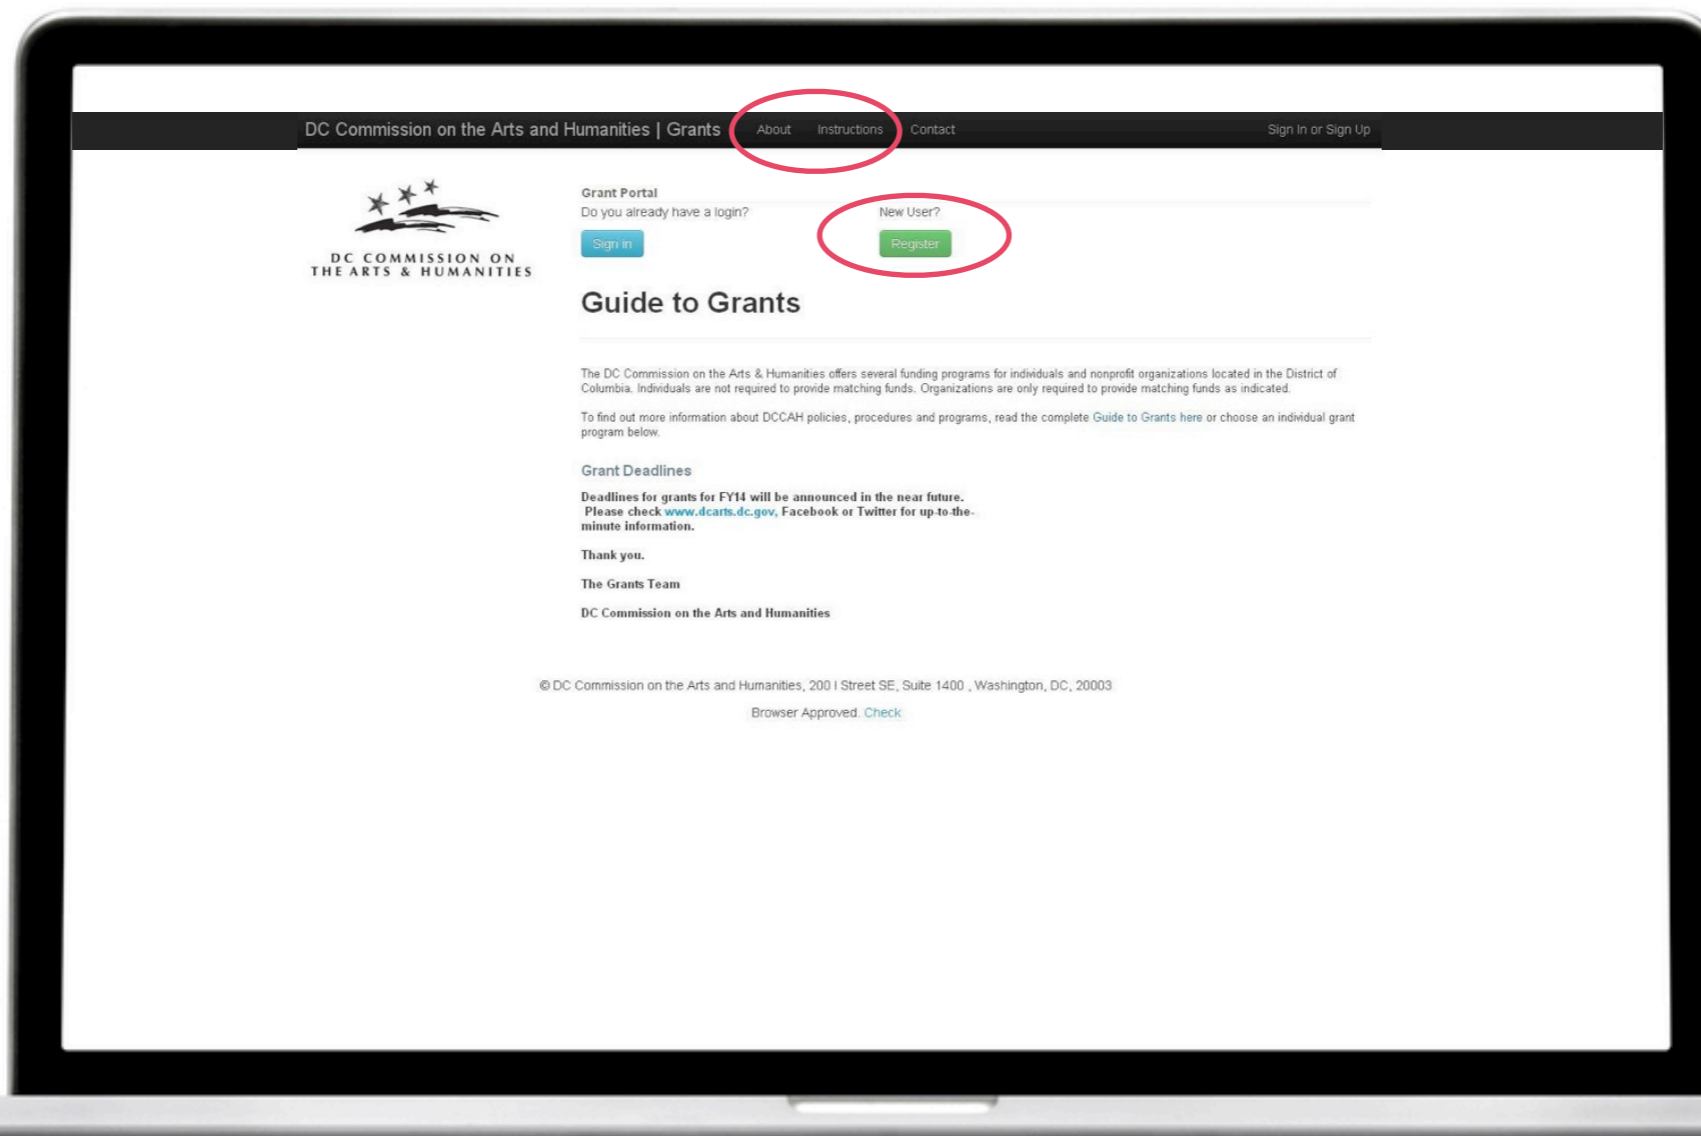 DC Commission on the Arts and Humanities | Grants About Instructions Contact Sign In or Sign Up
DC COMMISSION ON
THE ARTS & HUMANITIES
Grant Portal
Do you already have a login? New User?
Sign in Register
Guide to Grants
The DC Commission on the Arts & Humanities offers several funding programs for individuals and nonprofit organizations located in the District of
Columbia. Individuals are not required to provide matching funds. Organizations are only required to provide matching funds as indicated.
To find out more information about DCCAH policies, procedures and programs, read the complete Guide to Grants here or choose an individual grant
program below.
Grant Deadlines
Deadlines for grants for FY14 will be announced in the near future.
Please check www.dcarts.dc.gov, Facebook or Twitter for up-to-the-
minute information.
Thank you.
The Grants Team
DC Commission on the Arts and Humanities
© DC Commission on the Arts and Humanities, 200 I Street SE, Suite 1400 , Washington, DC, 20003
Browser Approved. Check